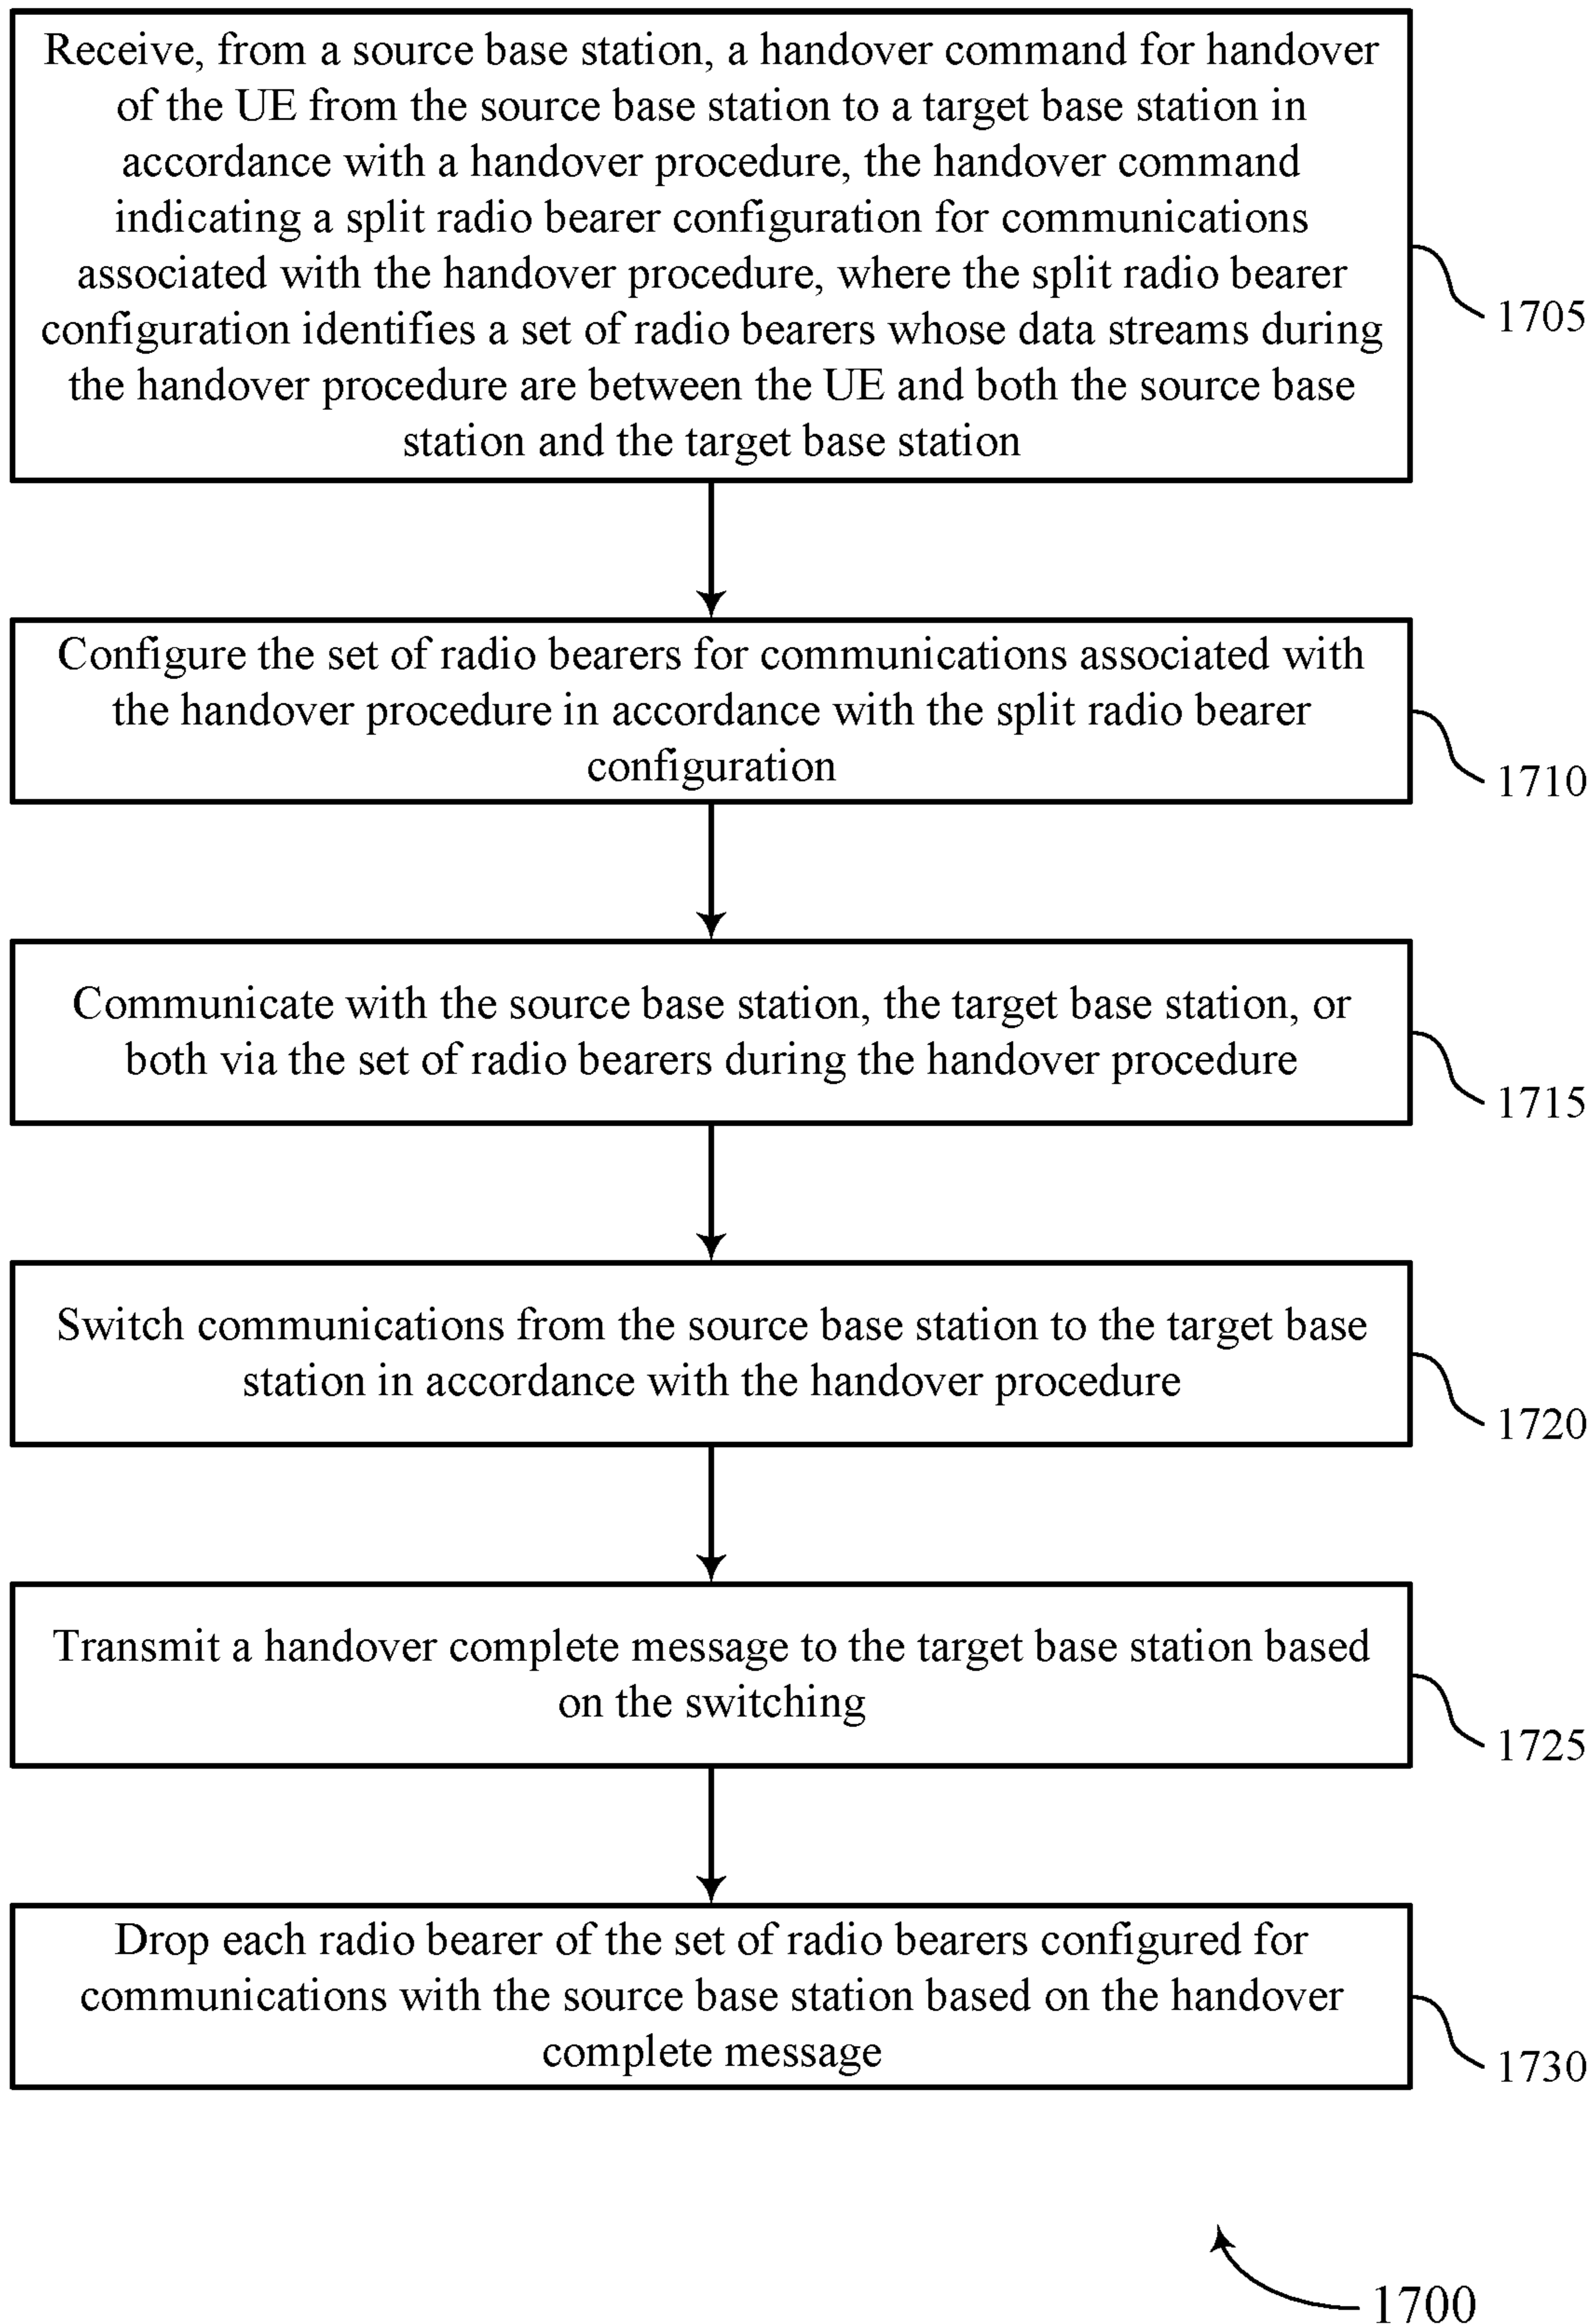 Receive, from a source base station, a handover command for handover
of the UE from the source base station to a target base station in
accordance with a handover procedure, the handover command
indicating a split radio bearer configuration for communications
associated with the handover procedure, where the split radio bearer
configuration identifies a set of radio bearers whose data streams during
the handover procedure are between the UE and both the source base
station and the target base station
1705
Configure the set of radio bearers for communications associated with
the handover procedure in accordance with the split radio bearer
configuration
1710
Communicate with the source base station, the target base station, or
both via the set of radio bearers during the handover procedure
1715
Switch communications from the source base station to the target base
station in accordance with the handover procedure
1720
Transmit a handover complete message to the target base station based
on the switching
1725
Drop each radio bearer of the set of radio bearers configured for
communications with the source base station based on the handover
complete message
1730
1700